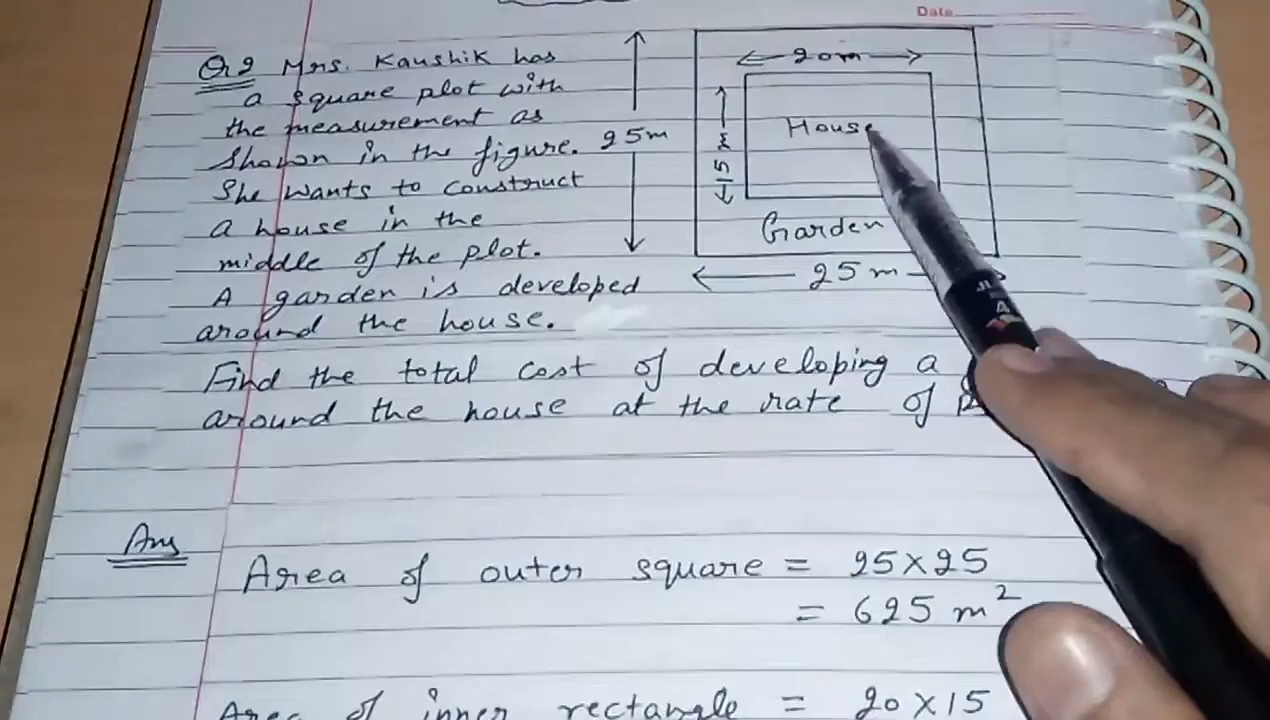 Date
Q2 Mrs. Kaushik has
a square plot with
the measurement as
shown in the figure.
She wants to construct
a house in the
middle of the plot.
A garden is developed
around the house.
Find the total cost of developing a
around the house at the rate of
25m
20m
15m
House
Garden
25m
Ans
Area of outer square = 25×25
= 625 m²
Area of inner rectangle = 20×15